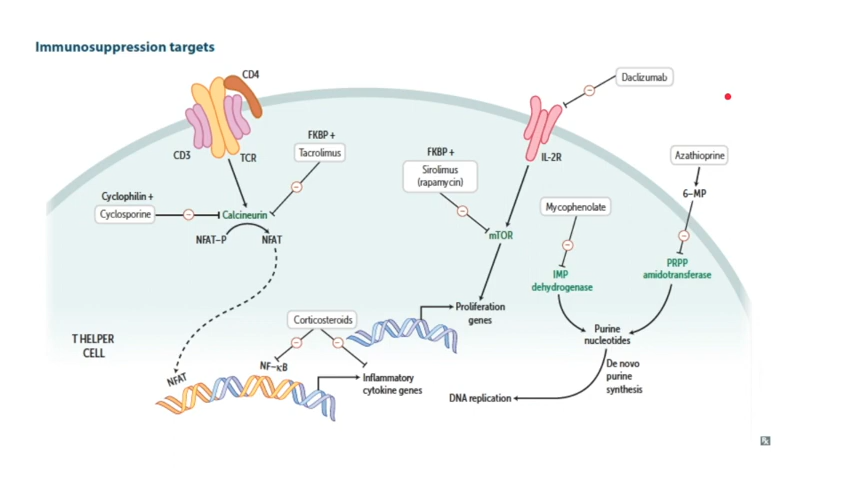 Immunosuppression targets
CD4
Daclizumab
CD3
TCR
FKBP +
Tacrolimus
FKBP +
Sirolimus
(rapamycin)
IL-2R
Azathioprine
6–MP
Cyclophilin +
Cyclosporine
Calcineurin
NFAT–P
NFAT
mTOR
Mycophenolate
IMP
dehydrogenase
PRPP
amidotransferase
Proliferation
genes
Purine
nucleotides
Corticosteroids
T HELPER
CELL
NF–κB
NFAT
Inflammatory
cytokine genes
De novo
purine
synthesis
DNA replication